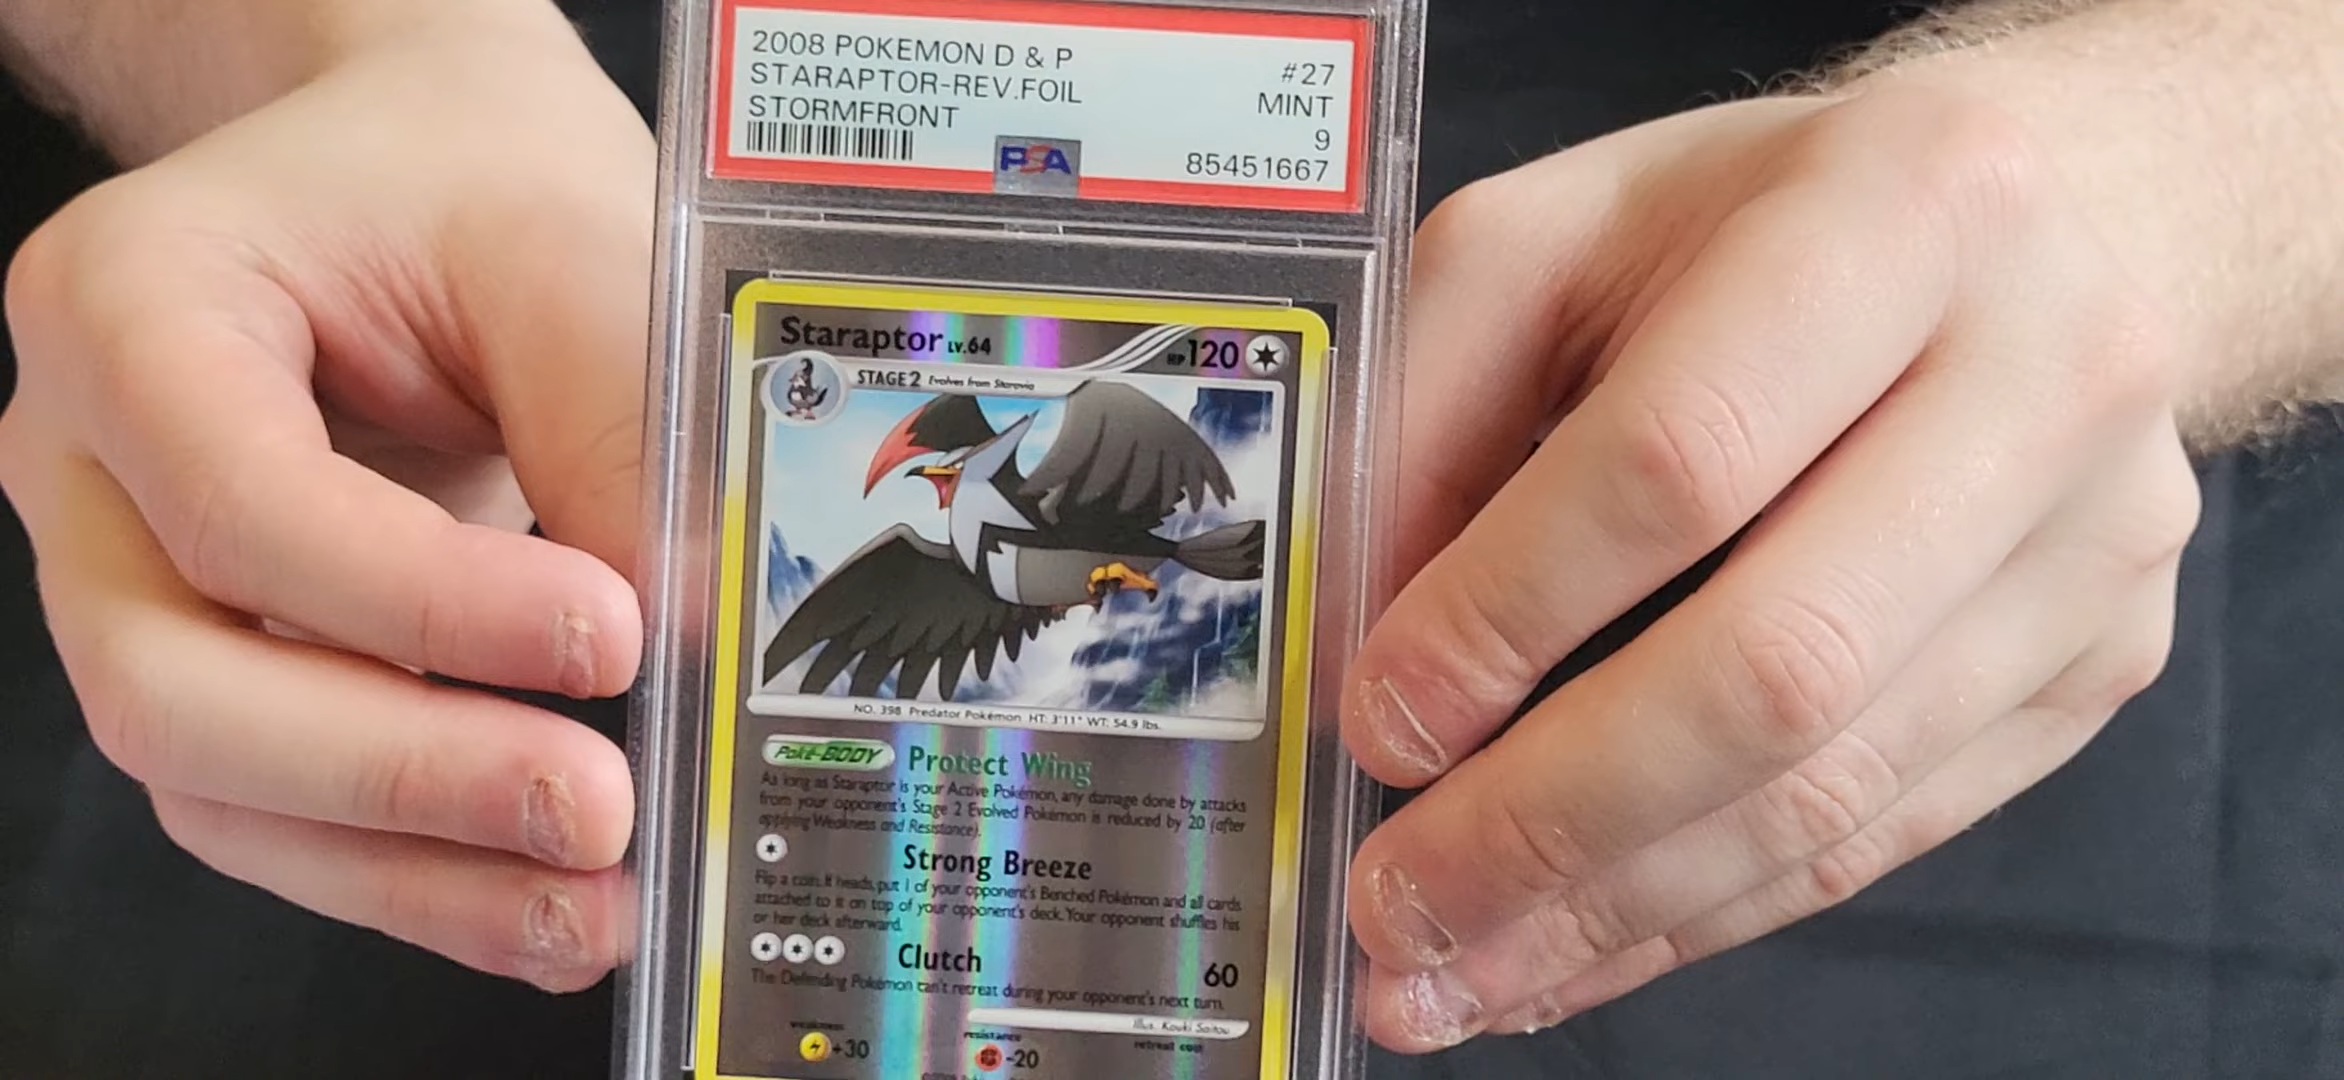 2008 POKEMON D & P
#27
STARAPTOR-REV.FOIL
MINT
STORMFRONT
9
PSA
85451667
Staraptor LV.64
HP 120
STAGE 2 Evolves from Staravia
NO. 398 Predator Pokémon HT: 3'11" WT: 54.9 lbs.
Poké-BODY Protect Wing
As long as Staraptor is your Active Pokémon, any damage done by attacks
from your opponent's Stage 2 Evolved Pokémon is reduced by 20 (after
applying Weakness and Resistance).
Strong Breeze
Flip a coin. If heads, put 1 of your opponent's Benched Pokémon and all cards
attached to it on top of your opponent's deck. Your opponent shuffles his
or her deck afterward.
Clutch 60
The Defending Pokémon can't retreat during your opponent's next turn.
Illus. Kouki Saitou
weakness
resistance
retreat cost
+30
-20